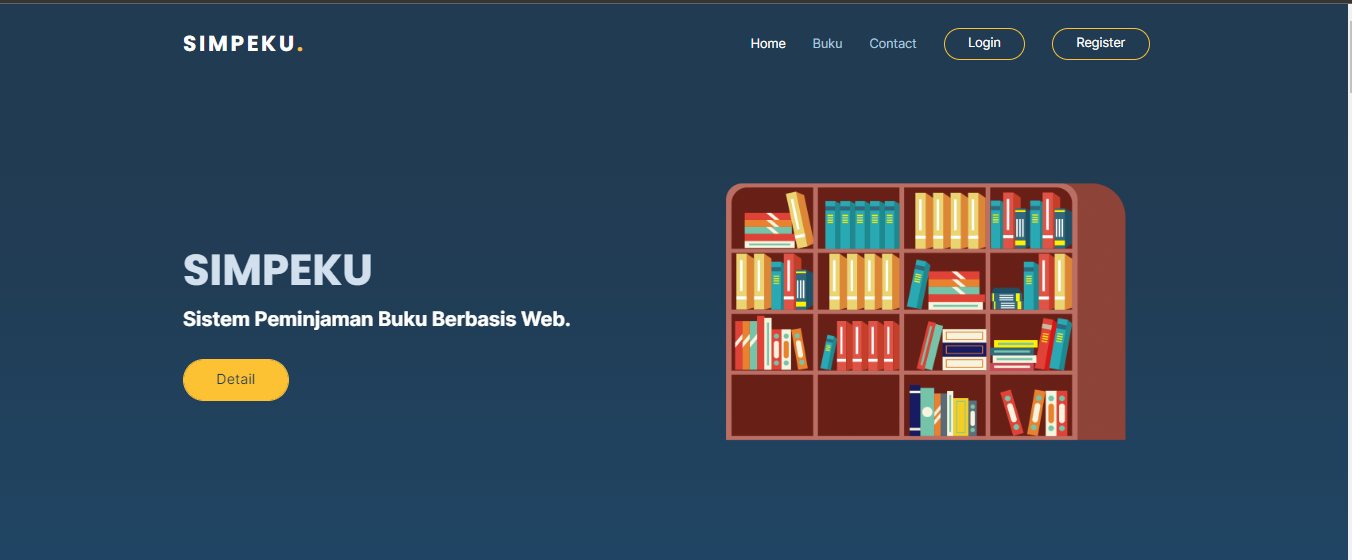 SIMPEKU.
Home Buku Contact Login Register
SIMPEKU
Sistem Peminjaman Buku Berbasis Web.
Detail